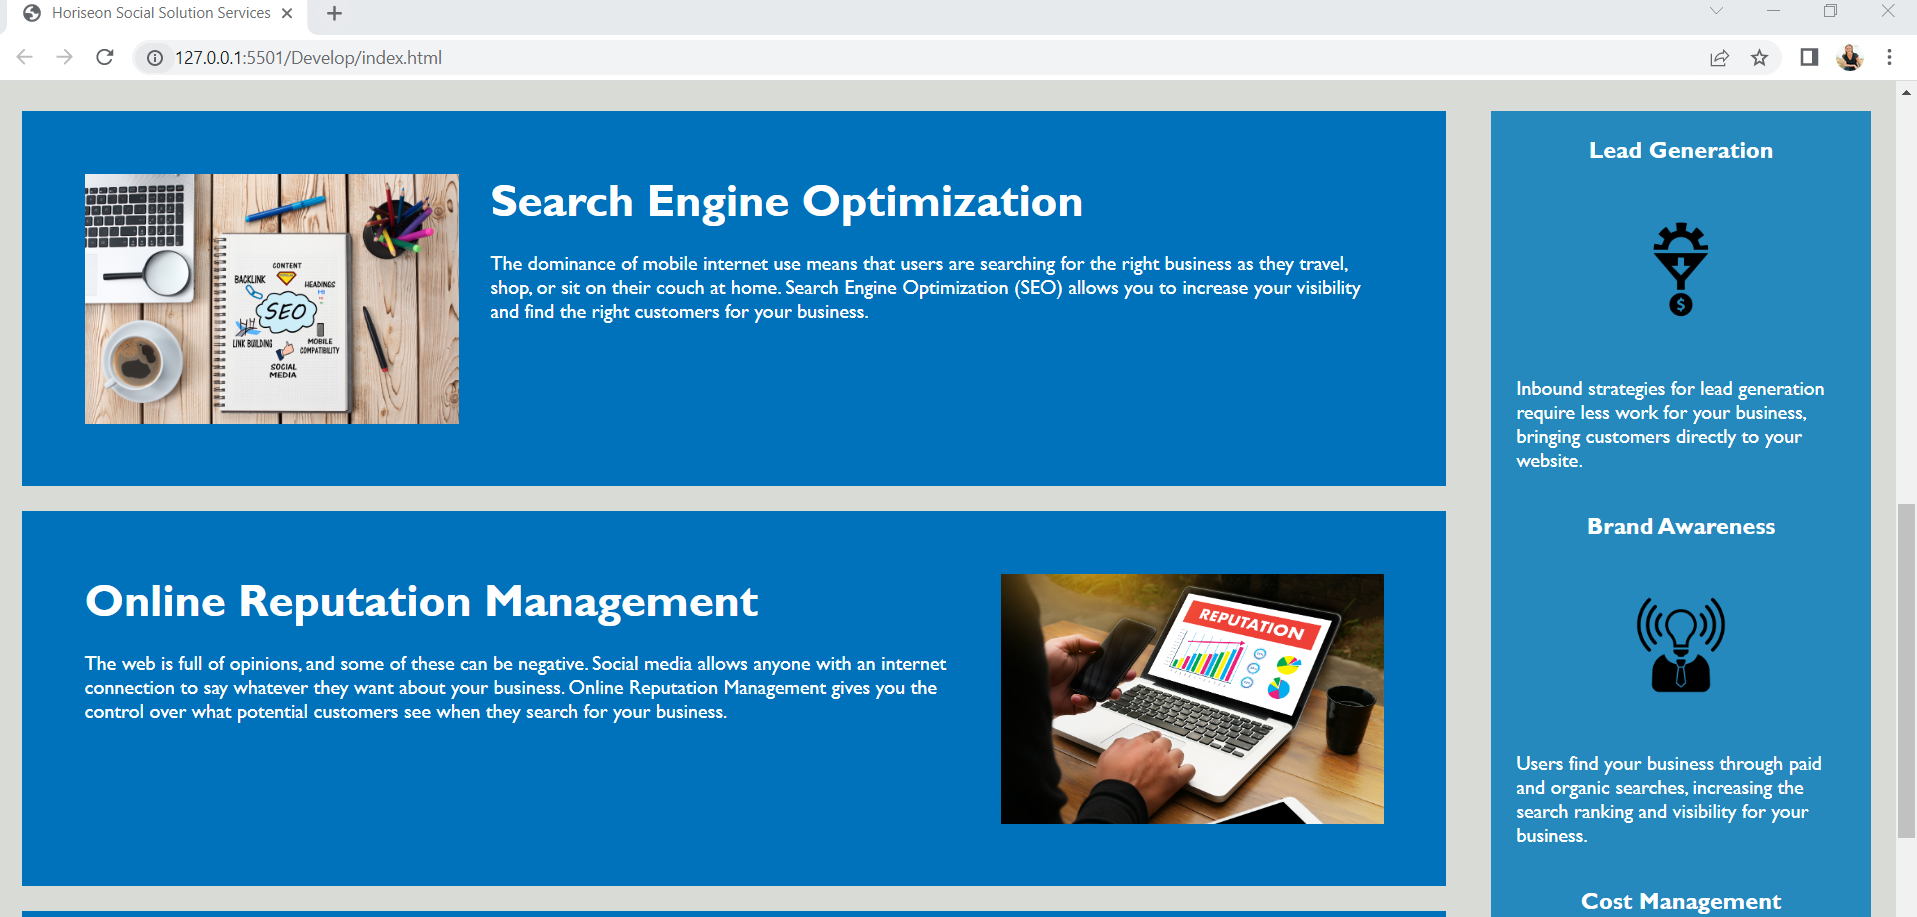 Horiseon Social Solution Services
127.0.0.1:5501/Develop/index.html
Search Engine Optimization
The dominance of mobile internet use means that users are searching for the right business as they travel,
shop, or sit on their couch at home. Search Engine Optimization (SEO) allows you to increase your visibility
and find the right customers for your business.
CONTENT
BACKLINK
HEADINGS
SEO
LINK BUILDING
MOBILE
COMPATIBILITY
SOCIAL
MEDIA
Online Reputation Management
The web is full of opinions, and some of these can be negative. Social media allows anyone with an internet
connection to say whatever they want about your business. Online Reputation Management gives you the
control over what potential customers see when they search for your business.
REPUTATION
Lead Generation
$
Inbound strategies for lead generation
require less work for your business,
bringing customers directly to your
website.
Brand Awareness
Users find your business through paid
and organic searches, increasing the
search ranking and visibility for your
business.
Cost Management